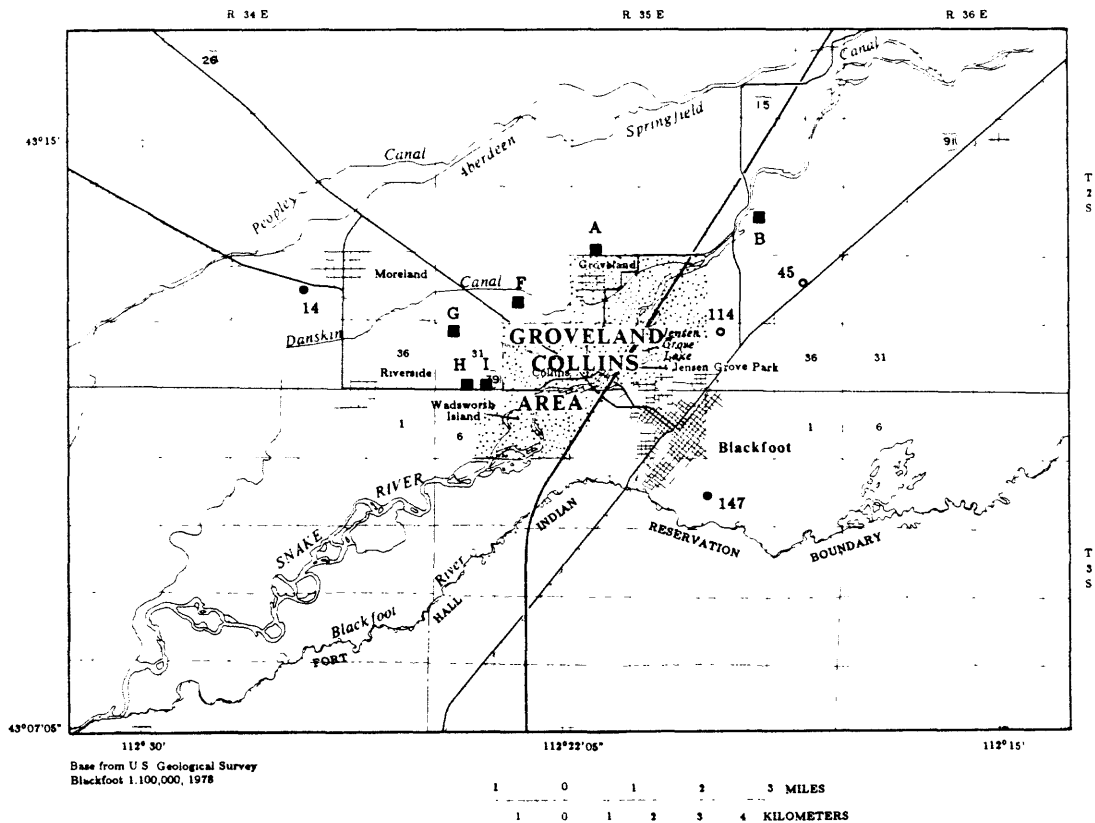 R 34 E R 35 E R 36 E
26
Canal
15
Springfield
43°15'
Canal
Aberdeen
91
T 2 S
Peoples
A
B
Groveland
Moreland
Canal
F
45
14
G
114
Danskin
GROVELAND
Jensen
Grove
Lake
36 31
36 31
COLLINS
H I
Riverside
Collins
Jensen Grove Park
39
Wadsworth
Island
AREA
1
6
1 6
Blackfoot
RIVER
147
SNAKE
INDIAN
RESERVATION
BOUNDARY
T 3 S
River
HALL
Blackfoot
FORT
43°07'05"
112° 30' 112° 22'05" 112° 15'
Base from U S Geological Survey
Blackfoot 1.100,000, 1978
1 0 1 2 3 MILES
1 0 1 2 3 4 KILOMETERS